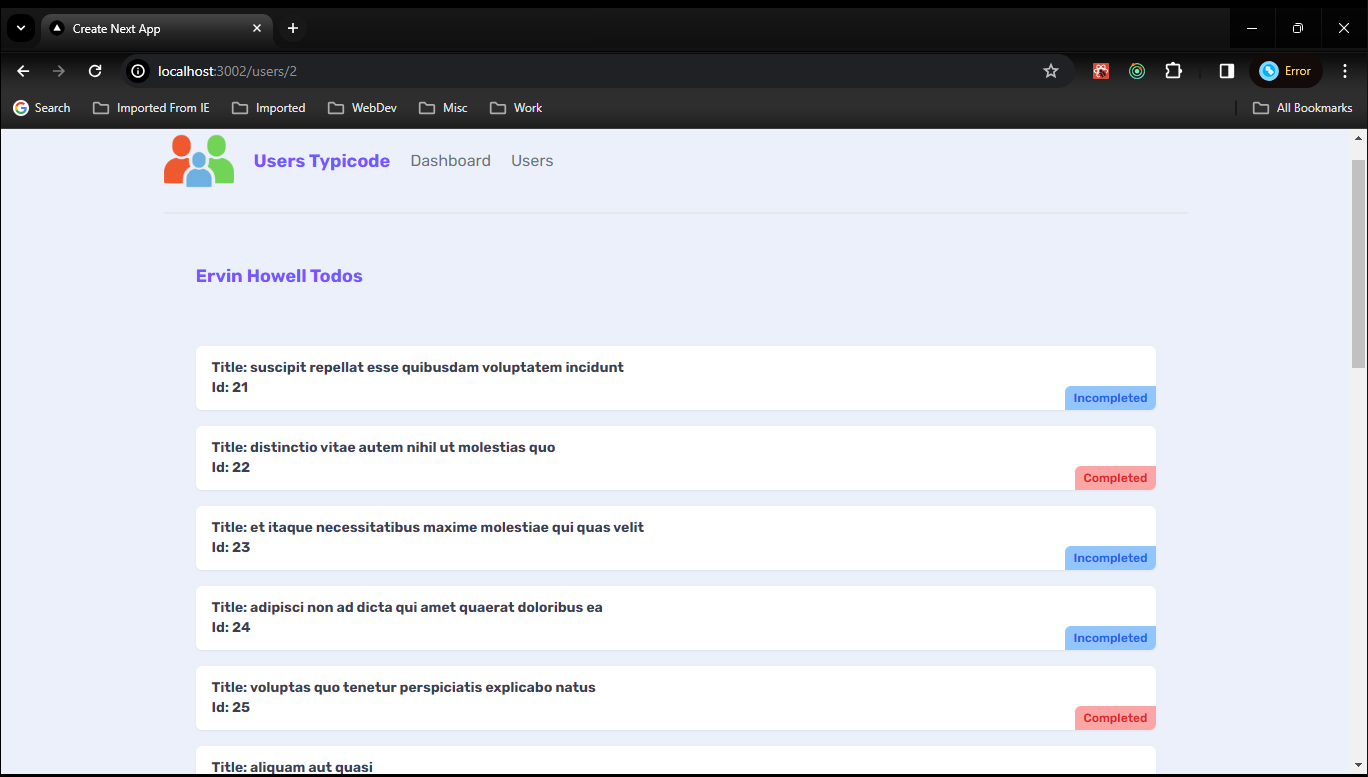 Create Next App
localhost:3002/users/2
Error
Search
Imported From IE
Imported
WebDev
Misc
Work
All Bookmarks
Users Typicode
Dashboard
Users
Ervin Howell Todos
Title: suscipit repellat esse quibusdam voluptatem incidunt
Id: 21
Incompleted
Title: distinctio vitae autem nihil ut molestias quo
Id: 22
Completed
Title: et itaque necessitatibus maxime molestiae qui quas velit
Id: 23
Incompleted
Title: adipisci non ad dicta qui amet quaerat doloribus ea
Id: 24
Incompleted
Title: voluptas quo tenetur perspiciatis explicabo natus
Id: 25
Completed
Title: aliquam aut quasi